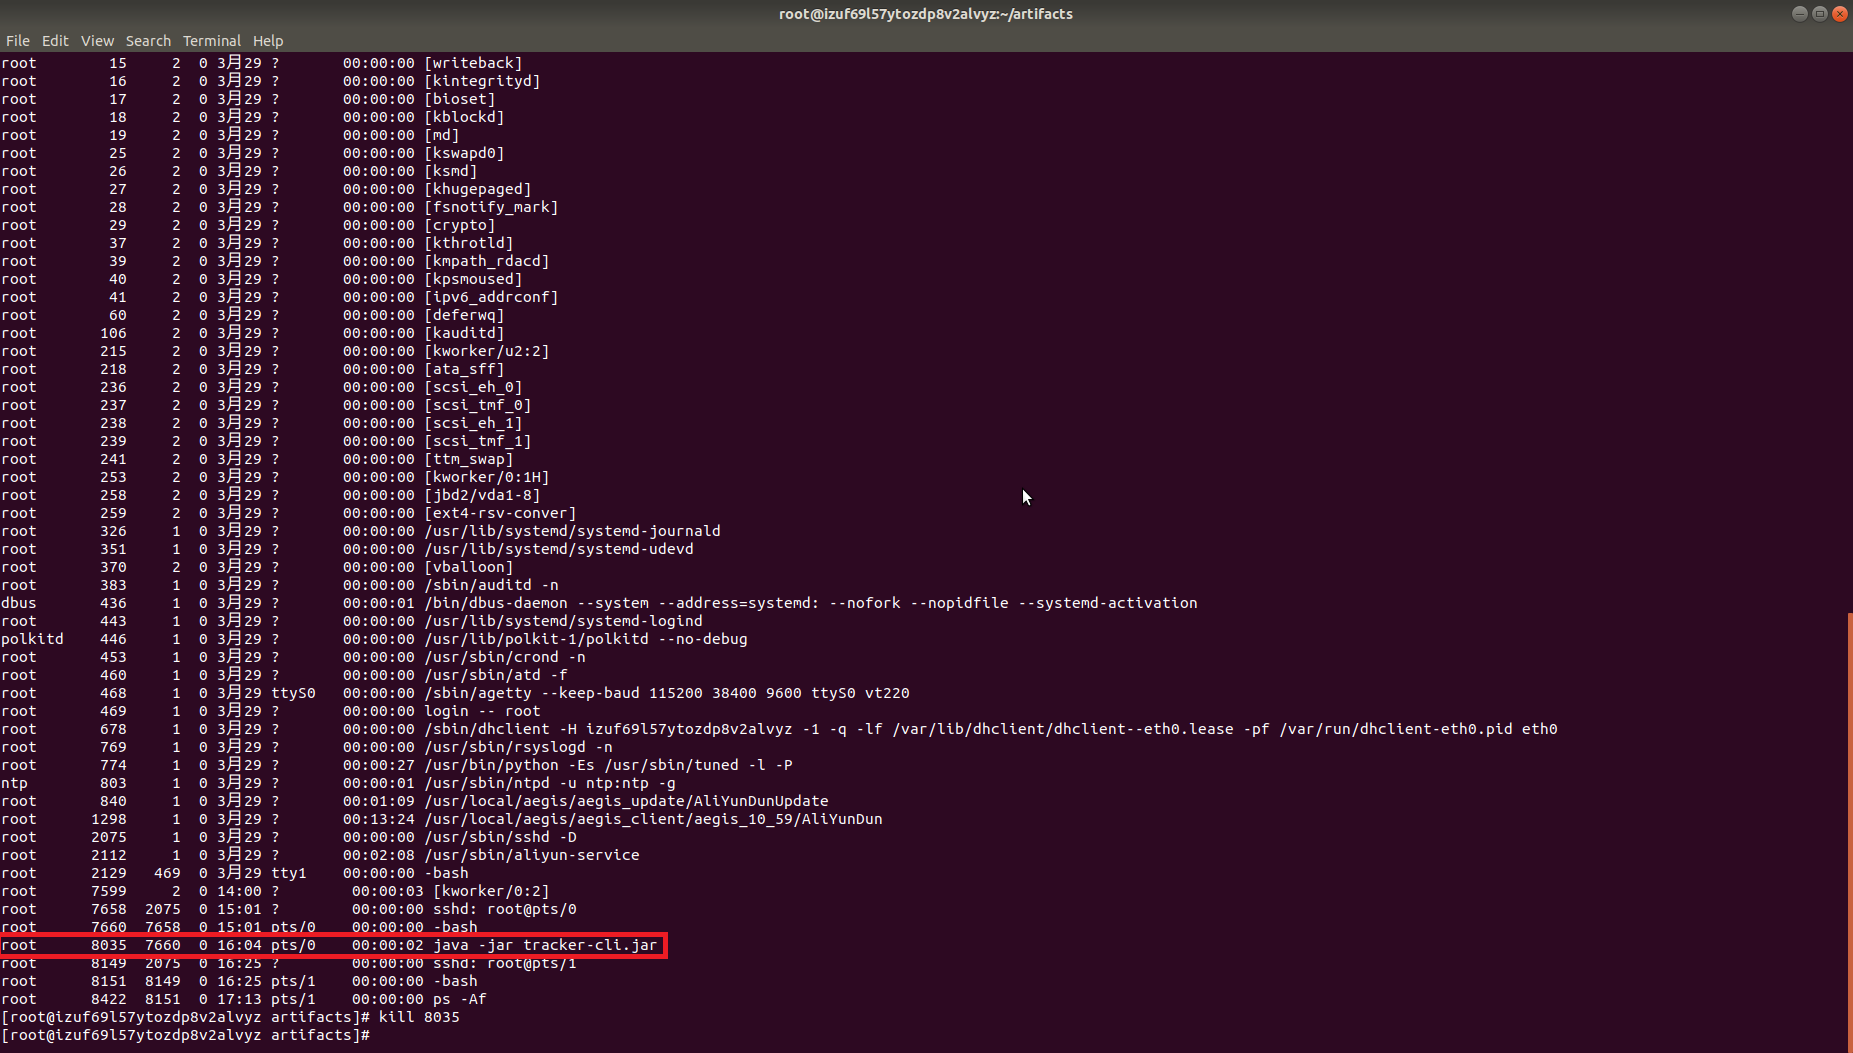 root@izuf69l57ytozdp8v2alvyz:~/artifacts
File Edit View Search Terminal Help
root 15 2 0 3月29 ? 00:00:00 [writeback]
root 16 2 0 3月29 ? 00:00:00 [kintegrityd]
root 17 2 0 3月29 ? 00:00:00 [bioset]
root 18 2 0 3月29 ? 00:00:00 [kblockd]
root 19 2 0 3月29 ? 00:00:00 [md]
root 25 2 0 3月29 ? 00:00:00 [kswapd0]
root 26 2 0 3月29 ? 00:00:00 [ksmd]
root 27 2 0 3月29 ? 00:00:00 [khugepaged]
root 28 2 0 3月29 ? 00:00:00 [fsnotify_mark]
root 29 2 0 3月29 ? 00:00:00 [crypto]
root 37 2 0 3月29 ? 00:00:00 [kthrotld]
root 39 2 0 3月29 ? 00:00:00 [kmpath_rdacd]
root 40 2 0 3月29 ? 00:00:00 [kpsmoused]
root 41 2 0 3月29 ? 00:00:00 [ipv6_addrconf]
root 60 2 0 3月29 ? 00:00:00 [deferwq]
root 106 2 0 3月29 ? 00:00:00 [kauditd]
root 215 2 0 3月29 ? 00:00:00 [kworker/u2:2]
root 218 2 0 3月29 ? 00:00:00 [ata_sff]
root 236 2 0 3月29 ? 00:00:00 [scsi_eh_0]
root 237 2 0 3月29 ? 00:00:00 [scsi_tmf_0]
root 238 2 0 3月29 ? 00:00:00 [scsi_eh_1]
root 239 2 0 3月29 ? 00:00:00 [scsi_tmf_1]
root 241 2 0 3月29 ? 00:00:00 [ttm_swap]
root 253 2 0 3月29 ? 00:00:00 [kworker/0:1H]
root 258 2 0 3月29 ? 00:00:00 [jbd2/vda1-8]
root 259 2 0 3月29 ? 00:00:00 [ext4-rsv-conver]
root 326 1 0 3月29 ? 00:00:00 /usr/lib/systemd/systemd-journald
root 351 1 0 3月29 ? 00:00:00 /usr/lib/systemd/systemd-udevd
root 370 2 0 3月29 ? 00:00:00 [vballoon]
root 383 1 0 3月29 ? 00:00:00 /sbin/auditd -n
dbus 436 1 0 3月29 ? 00:00:01 /bin/dbus-daemon --system --address=systemd: --nofork --nopidfile --systemd-activation
root 443 1 0 3月29 ? 00:00:00 /usr/lib/systemd/systemd-logind
polkitd 446 1 0 3月29 ? 00:00:00 /usr/lib/polkit-1/polkitd --no-debug
root 453 1 0 3月29 ? 00:00:00 /usr/sbin/crond -n
root 460 1 0 3月29 ? 00:00:00 /usr/sbin/atd -f
root 468 1 0 3月29 ttyS0 00:00:00 /sbin/agetty --keep-baud 115200 38400 9600 ttyS0 vt220
root 469 1 0 3月29 ? 00:00:00 login -- root
root 678 1 0 3月29 ? 00:00:00 /sbin/dhclient -H izuf69l57ytozdp8v2alvyz -1 -q -lf /var/lib/dhclient/dhclient--eth0.lease -pf /var/run/dhclient-eth0.pid eth0
root 769 1 0 3月29 ? 00:00:00 /usr/sbin/rsyslogd -n
root 774 1 0 3月29 ? 00:00:27 /usr/bin/python -Es /usr/sbin/tuned -l -P
ntp 803 1 0 3月29 ? 00:00:01 /usr/sbin/ntpd -u ntp:ntp -g
root 840 1 0 3月29 ? 00:01:09 /usr/local/aegis/aegis_update/AliYunDunUpdate
root 1298 1 0 3月29 ? 00:13:24 /usr/local/aegis/aegis_client/aegis_10_59/AliYunDun
root 2075 1 0 3月29 ? 00:00:00 /usr/sbin/sshd -D
root 2112 1 0 3月29 ? 00:02:08 /usr/sbin/aliyun-service
root 2129 469 0 3月29 tty1 00:00:00 -bash
root 7599 2 0 14:00 ? 00:00:03 [kworker/0:2]
root 7658 2075 0 15:01 ? 00:00:00 sshd: root@pts/0
root 7660 7658 0 15:01 pts/0 00:00:00 -bash
root 8035 7660 0 16:04 pts/0 00:00:02 java -jar tracker-cli.jar
root 8149 2075 0 16:25 ? 00:00:00 sshd: root@pts/1
root 8151 8149 0 16:25 pts/1 00:00:00 -bash
root 8422 8151 0 17:13 pts/1 00:00:00 ps -Af
[root@izuf69l57ytozdp8v2alvyz artifacts]# kill 8035
[root@izuf69l57ytozdp8v2alvyz artifacts]#